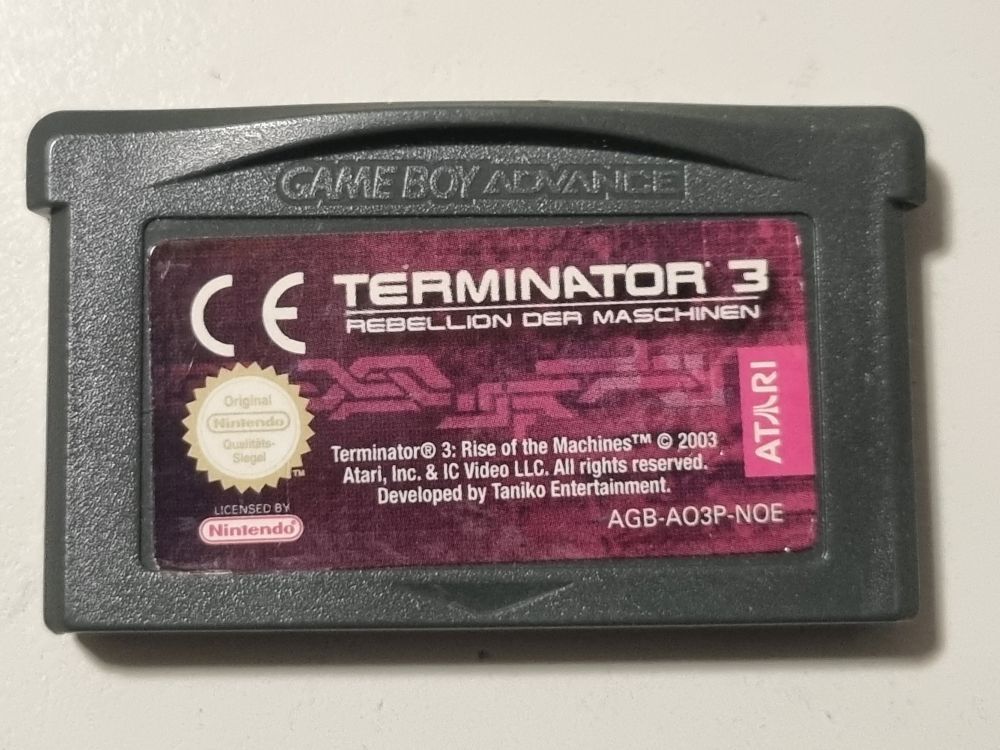 GAME BOY ADVANCE
CE
TERMINATOR® 3
REBELLION DER MASCHINEN
ATARI
Original
Nintendo
Qualitäts-
Siegel
TM
Terminator® 3: Rise of the Machines™ © 2003
Atari, Inc. & IC Video LLC. All rights reserved.
Developed by Taniko Entertainment.
LICENSED BY
Nintendo®
AGB-AO3P-NOE